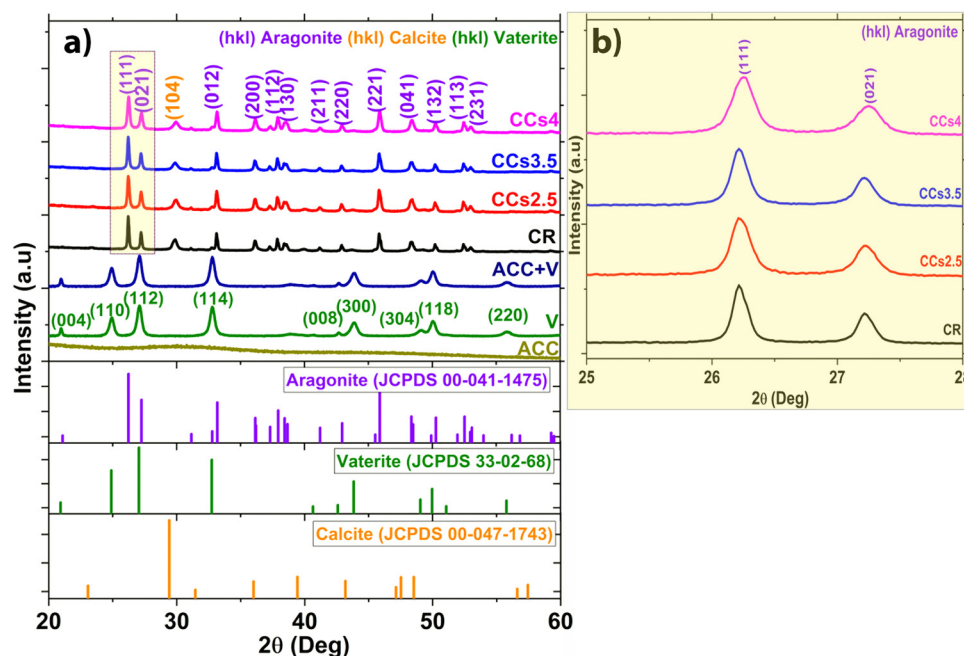 a)
(hkl) Aragonite (hkl) Calcite (hkl) Vaterite
(111)
(021)
(104)
(012)
(200)
(112)
(130)
(211)
(220)
(221)
(041)
(132)
(113)
(231)
CCs4
CCs3.5
CCs2.5
CR
ACC+V
(004)
(110)
(112)
(114)
(008)
(300)
(304)
(118)
(220)
V
ACC
Intensity (a.u)
Aragonite (JCPDS 00-041-1475)
Vaterite (JCPDS 33-02-68)
Calcite (JCPDS 00-047-1743)
20 30 40 50 60
2θ (Deg)
b)
(hkl) Aragonite
(111)
(021)
CCs4
CCs3.5
CCs2.5
CR
Intensity (a.u)
25 26 27 28
2θ (Deg)